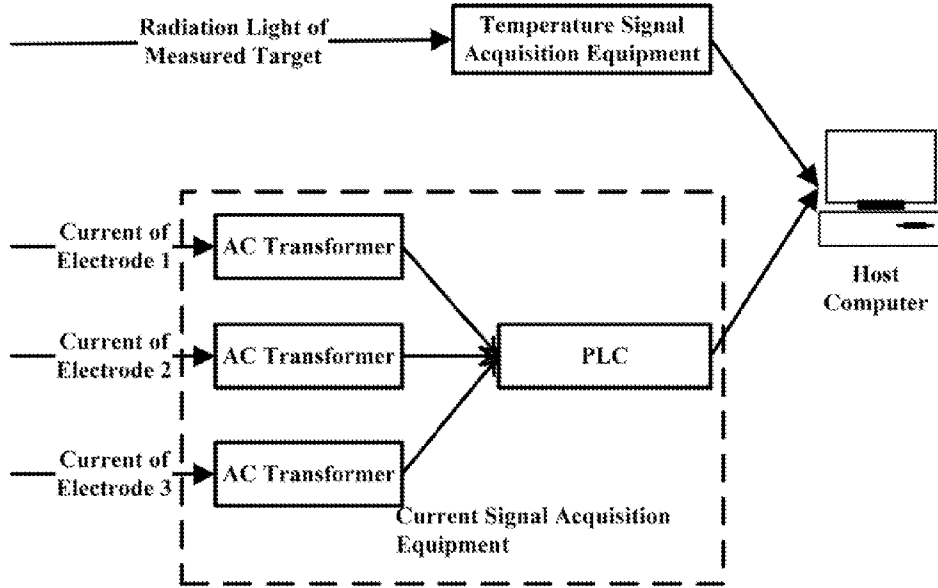 Radiation Light of
Measured Target
Temperature Signal
Acquisition Equipment
Current of
Electrode 1
AC Transformer
Host
Computer
Current of
Electrode 2
AC Transformer
PLC
Current of
Electrode 3
AC Transformer
Current Signal Acquisition
Equipment